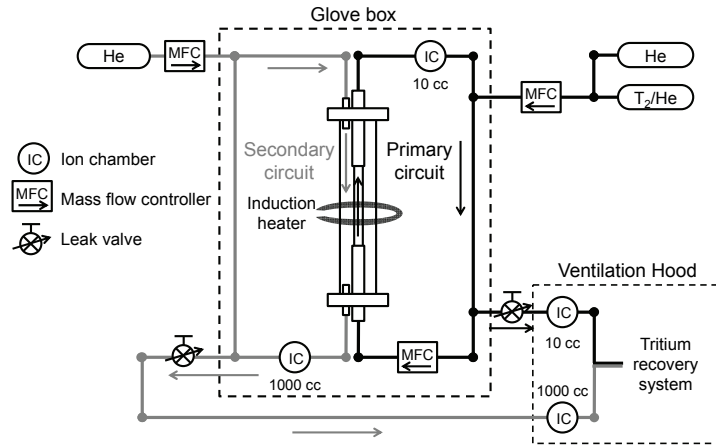 Glove box
He
MFC
IC
10 cc
MFC
He
T2/He
IC
Ion chamber
MFC
Mass flow controller
Leak valve
Secondary
circuit
Primary
circuit
Induction
heater
Ventilation Hood
IC
10 cc
IC
1000 cc
MFC
Tritium
recovery
system
1000 cc
IC